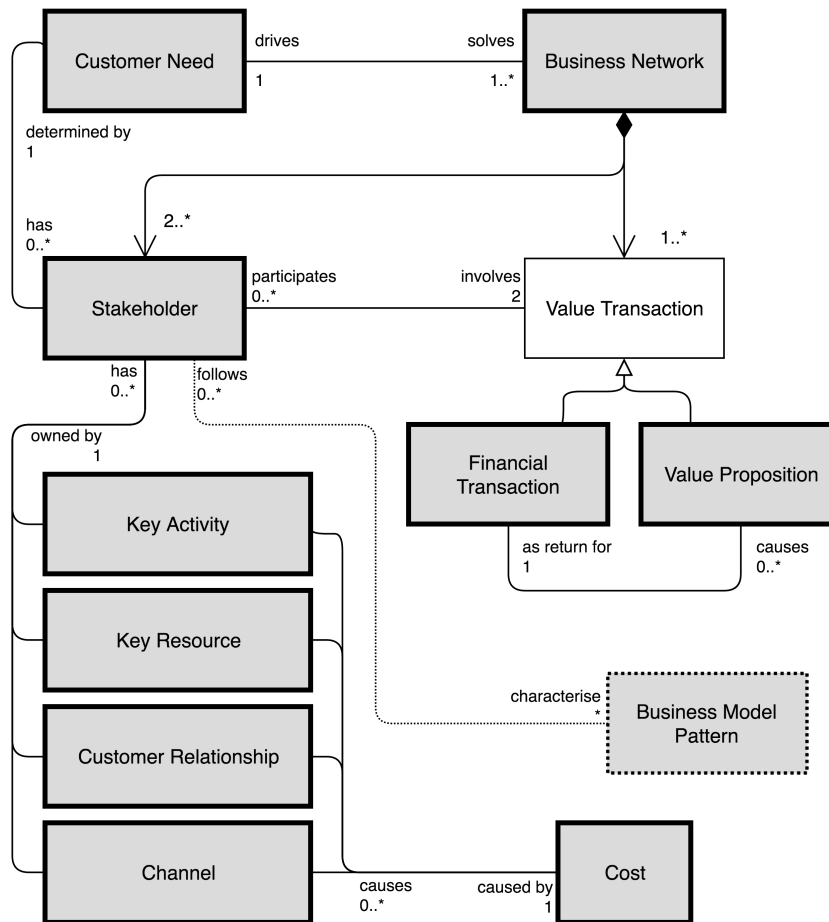 drives
solves
Customer Need
Business Network
1
1..*
determined by
1
2..*
has
0..*
1..*
participates
0..*
involves
2
Stakeholder
Value Transaction
has
0..*
follows
0..*
owned by
1
Financial
Transaction
Value Proposition
Key Activity
as return for
1
causes
0..*
Key Resource
characterise
*
Business Model
Pattern
Customer Relationship
Channel
Cost
causes
0..*
caused by
1